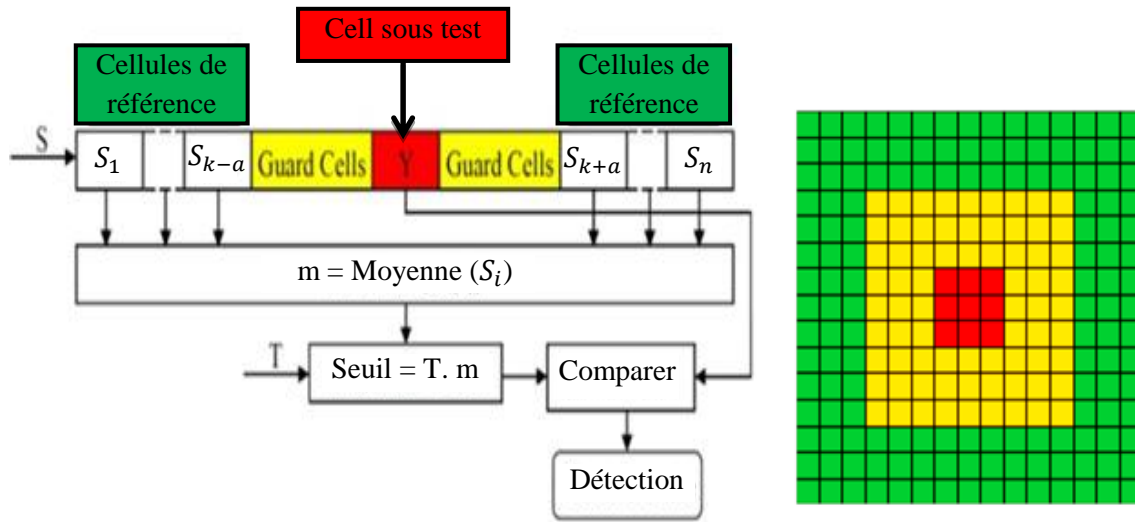 Cell sous test
Cellules de
référence
Cellules de
référence
S
S₁
Sₖ₋ₐ
Guard Cells
Y
Guard Cells
Sₖ₊ₐ
Sₙ
m = Moyenne (Sᵢ)
T
Seuil = T. m
Comparer
Détection